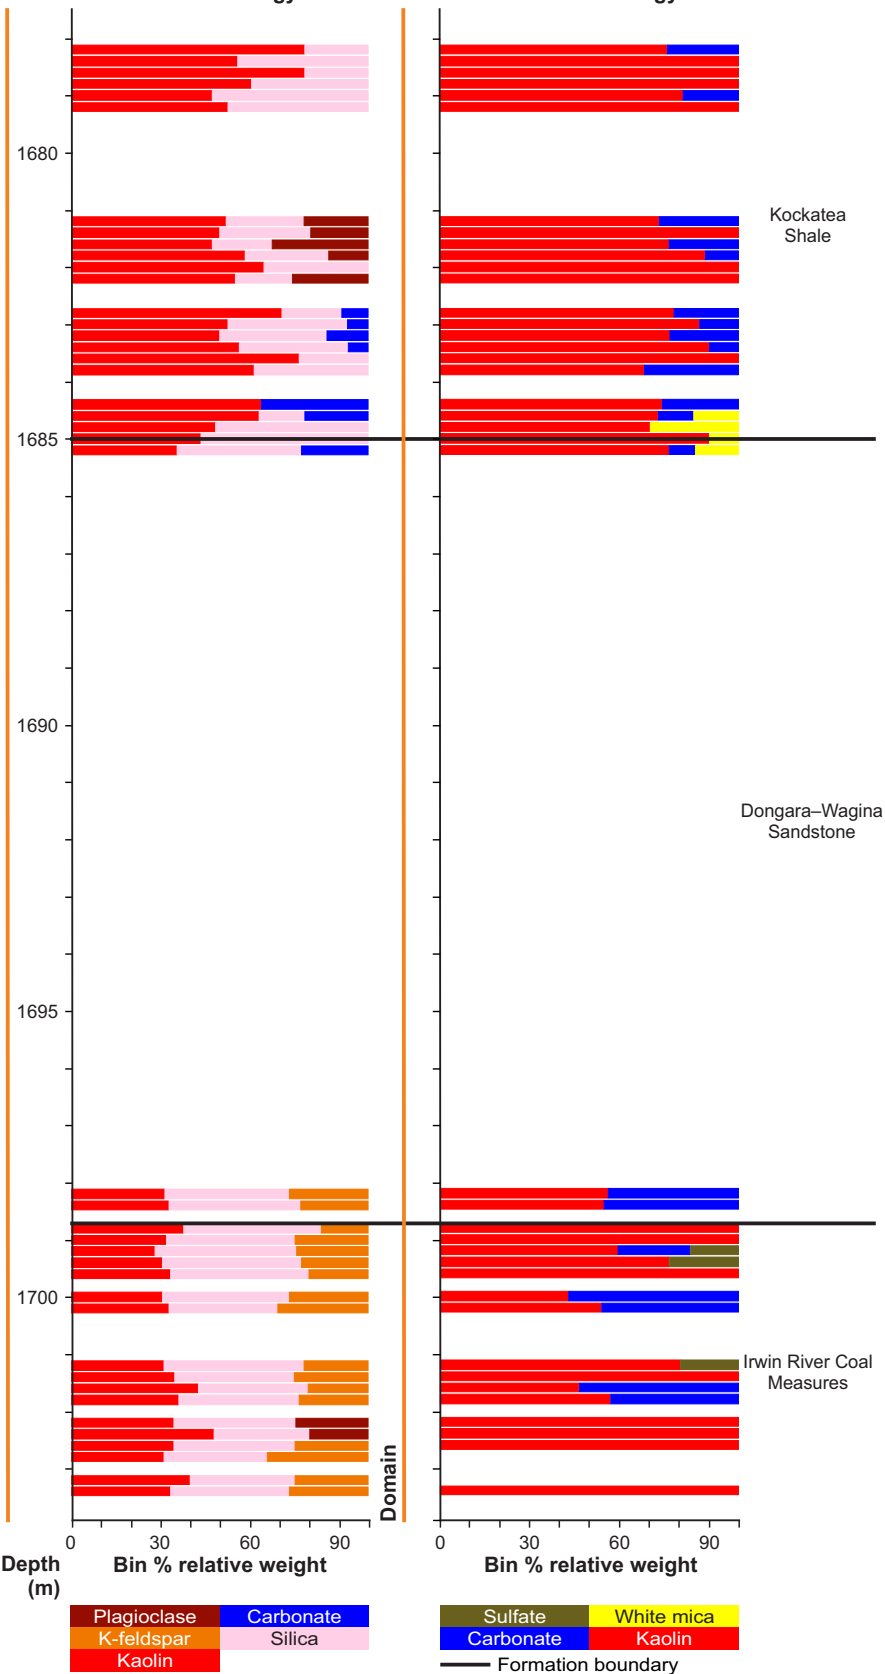 1680
Kockatea
Shale
1685
1690
Dongara–Wagina
Sandstone
1695
1700
Irwin River Coal
Measures
Domain
0 30 60 90
0 30 60 90
Depth
(m)
Bin % relative weight
Bin % relative weight
Plagioclase Carbonate
K-feldspar Silica
Kaolin
Sulfate White mica
Carbonate Kaolin
Formation boundary